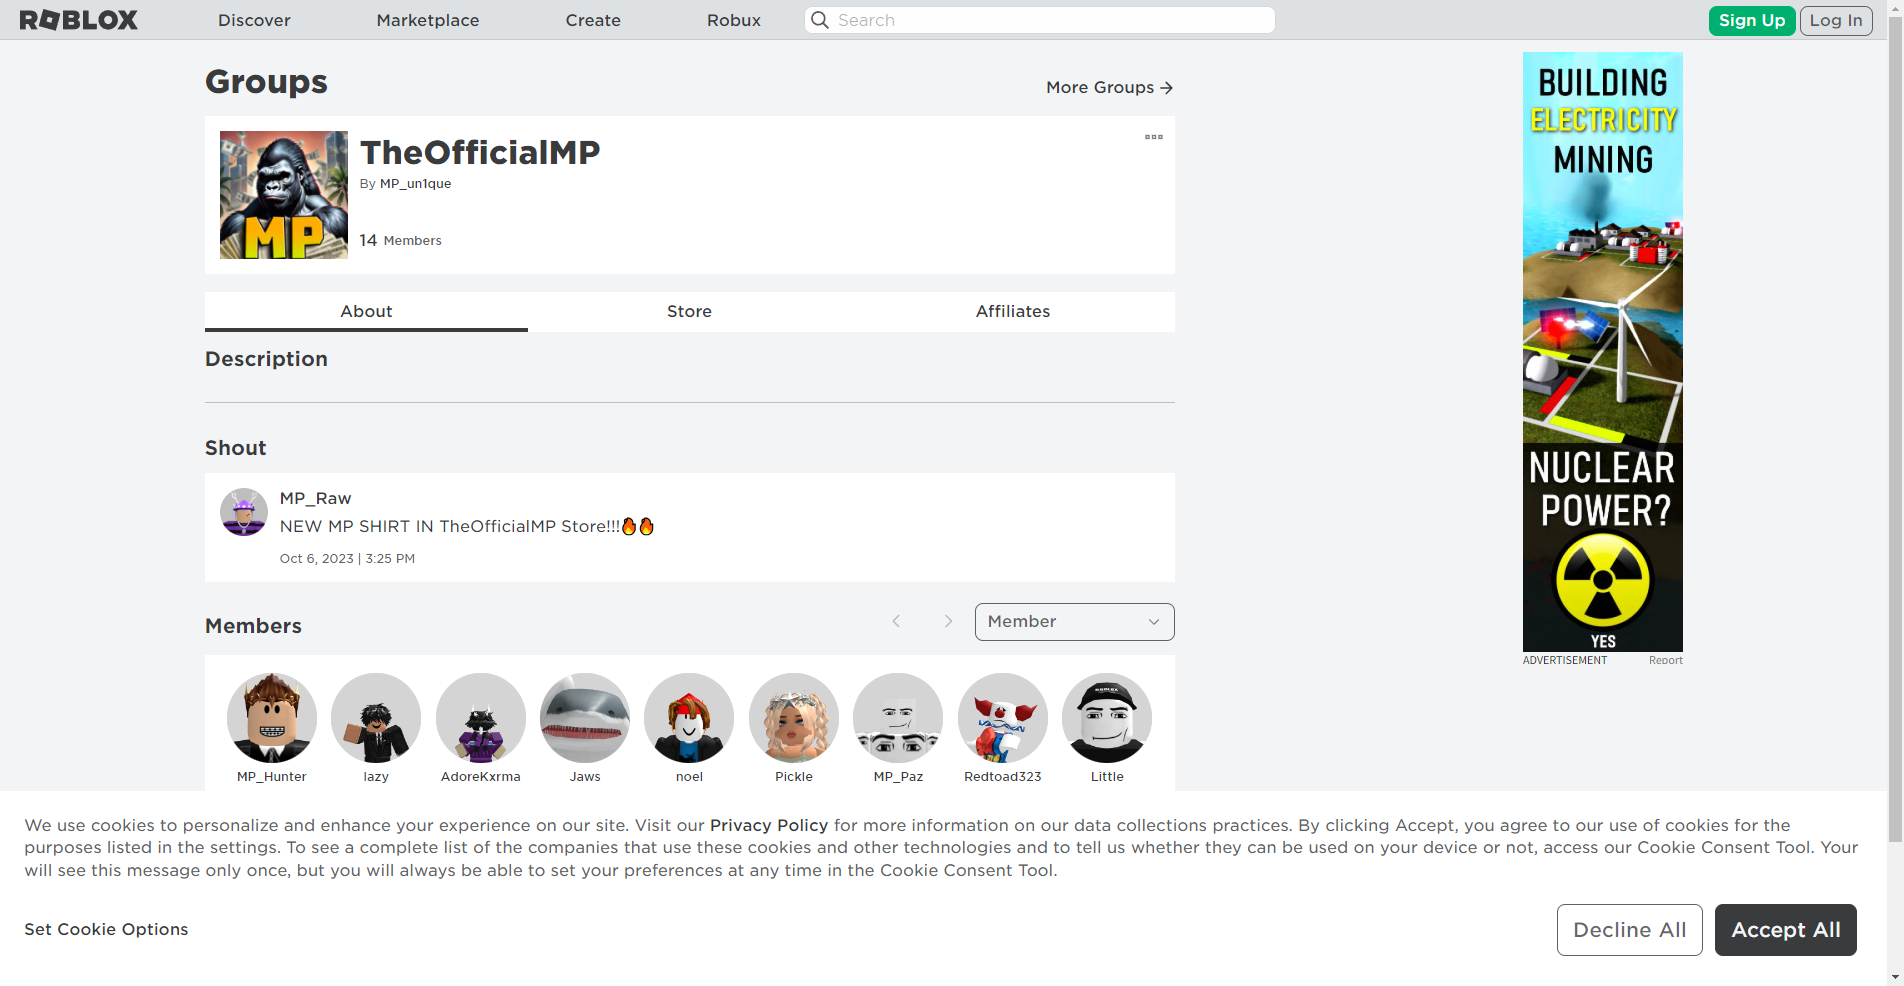 ROBLOX
Discover
Marketplace
Create
Robux
Search
Sign Up
Log In
Groups
More Groups →
MP
TheOfficialMP
By MP_un1que
14 Members
About
Store
Affiliates
Description
Shout
MP_Raw
NEW MP SHIRT IN TheOfficialMP Store!!!🔥🔥
Oct 6, 2023 | 3:25 PM
Members
Member
MP_Hunter
lazy
AdoreKxrma
Jaws
noel
Pickle
MP_Paz
Redtoad323
Little
BUILDING
ELECTRICITY
MINING
NUCLEAR
POWER?
YES
ADVERTISEMENT
Report
We use cookies to personalize and enhance your experience on our site. Visit our Privacy Policy for more information on our data collections practices. By clicking Accept, you agree to our use of cookies for the
purposes listed in the settings. To see a complete list of the companies that use these cookies and other technologies and to tell us whether they can be used on your device or not, access our Cookie Consent Tool. Your
will see this message only once, but you will always be able to set your preferences at any time in the Cookie Consent Tool.
Set Cookie Options
Decline All
Accept All